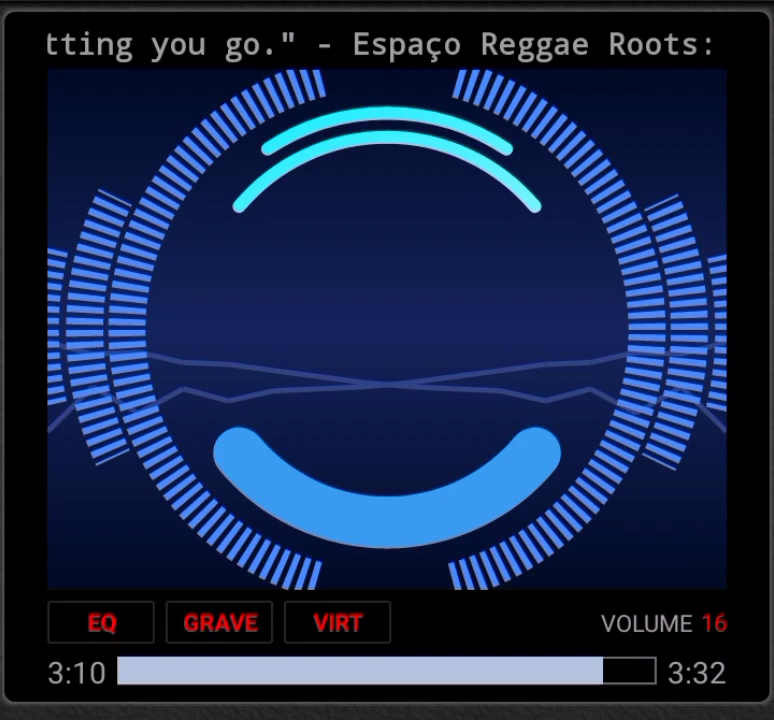 tting you go." - Espaço Reggae Roots:
EQ GRAVE VIRT VOLUME 16
3:10 3:32